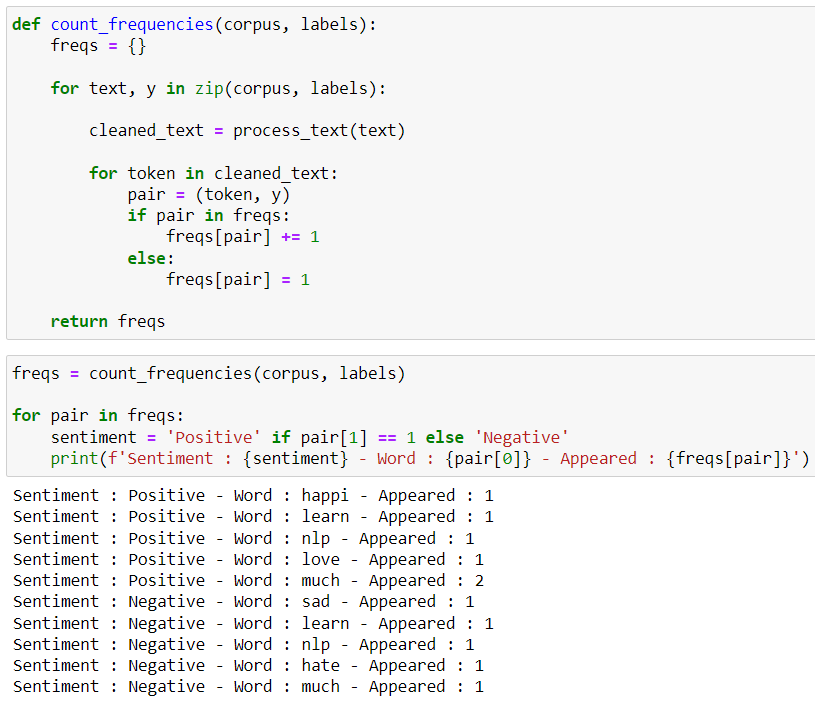 def count_frequencies(corpus, labels):
    freqs = {}

    for text, y in zip(corpus, labels):

        cleaned_text = process_text(text)

        for token in cleaned_text:
            pair = (token, y)
            if pair in freqs:
                freqs[pair] += 1
            else:
                freqs[pair] = 1

    return freqs

freqs = count_frequencies(corpus, labels)

for pair in freqs:
    sentiment = 'Positive' if pair[1] == 1 else 'Negative'
    print(f'Sentiment : {sentiment} - Word : {pair[0]} - Appeared : {freqs[pair]}')

Sentiment : Positive - Word : happi - Appeared : 1
Sentiment : Positive - Word : learn - Appeared : 1
Sentiment : Positive - Word : nlp - Appeared : 1
Sentiment : Positive - Word : love - Appeared : 1
Sentiment : Positive - Word : much - Appeared : 2
Sentiment : Negative - Word : sad - Appeared : 1
Sentiment : Negative - Word : learn - Appeared : 1
Sentiment : Negative - Word : nlp - Appeared : 1
Sentiment : Negative - Word : hate - Appeared : 1
Sentiment : Negative - Word : much - Appeared : 1